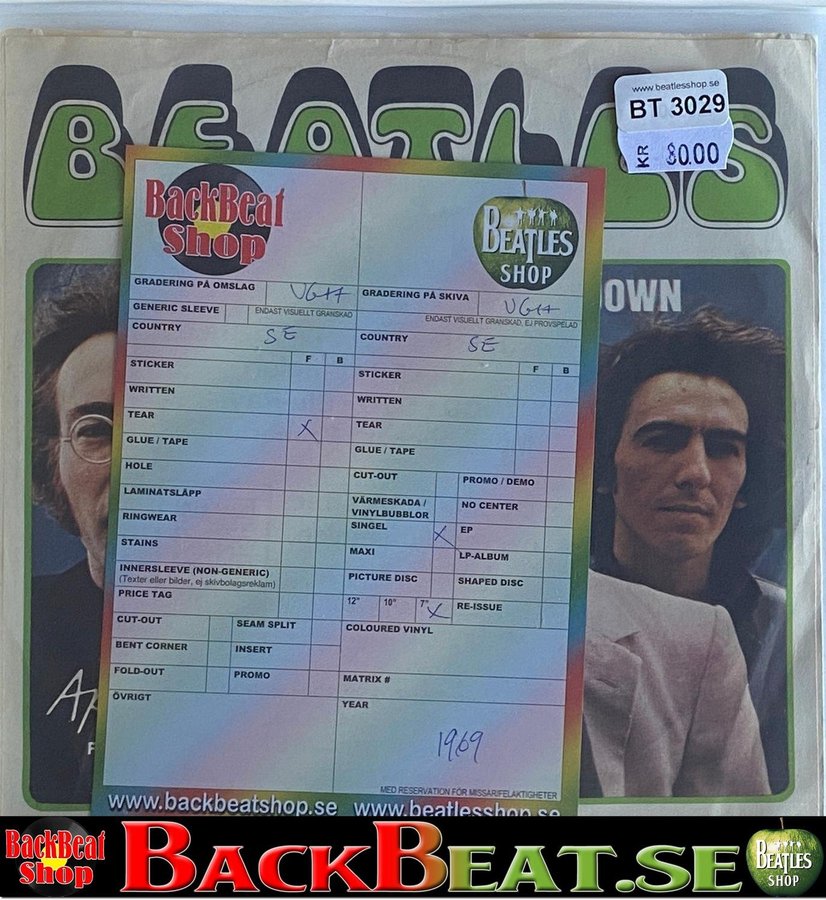 BEATLES
www.beatlesshop.se
BT 3029
KR 80.00
BackBeat
Shop
BEATLES
SHOP
OWN
GRADERING PÅ OMSLAG VG++
GENERIC SLEEVE
ENDAST VISUELLT GRANSKAD
COUNTRY SE
F B
STICKER
WRITTEN
TEAR X
GLUE / TAPE
HOLE
LAMINATSLÄPP
RINGWEAR
STAINS
INNERSLEEVE (NON-GENERIC)
(Texter eller bilder, ej skivbolagsreklam)
PRICE TAG
CUT-OUT SEAM SPLIT
BENT CORNER INSERT
FOLD-OUT PROMO
ÖVRIGT
GRADERING PÅ SKIVA VG++
ENDAST VISUELLT GRANSKAD, EJ PROVSPELAD
COUNTRY SE
F B
STICKER
WRITTEN
TEAR
GLUE / TAPE
CUT-OUT PROMO / DEMO
VÄRMESKADA /
VINYLBUBBLOR NO CENTER
SINGEL X EP
MAXI LP-ALBUM
PICTURE DISC SHAPED DISC
12" 10" 7" X RE-ISSUE
COLOURED VINYL
MATRIX #
YEAR
1969
MED RESERVATION FÖR MISSAR/FELAKTIGHETER
www.backbeatshop.se www.beatlesshop.se
BackBeat
Shop
BACKBEAT.SE
BEATLES
SHOP